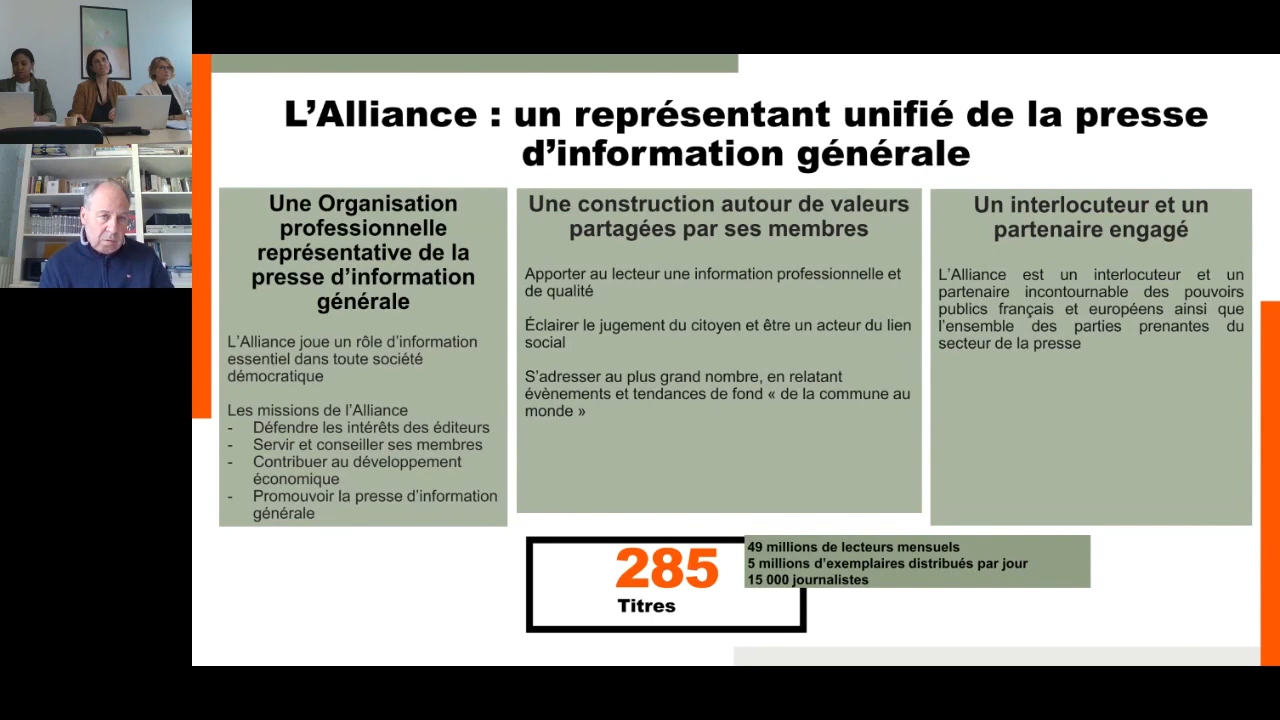 L’Alliance : un représentant unifié de la presse
d’information générale
Une Organisation
professionnelle
représentative de la
presse d’information
générale
L’Alliance joue un rôle d’information
essentiel dans toute société
démocratique
Les missions de l’Alliance
- Défendre les intérêts des éditeurs
- Servir et conseiller ses membres
- Contribuer au développement
économique
- Promouvoir la presse d’information
générale
Une construction autour de valeurs
partagées par ses membres
Apporter au lecteur une information professionnelle et
de qualité
Éclairer le jugement du citoyen et être un acteur du lien
social
S’adresser au plus grand nombre, en relatant
évènements et tendances de fond « de la commune au
monde »
Un interlocuteur et un
partenaire engagé
L’Alliance est un interlocuteur et un
partenaire incontournable des pouvoirs
publics français et européens ainsi que
l’ensemble des parties prenantes du
secteur de la presse
285
Titres
49 millions de lecteurs mensuels
5 millions d’exemplaires distribués par jour
15 000 journalistes